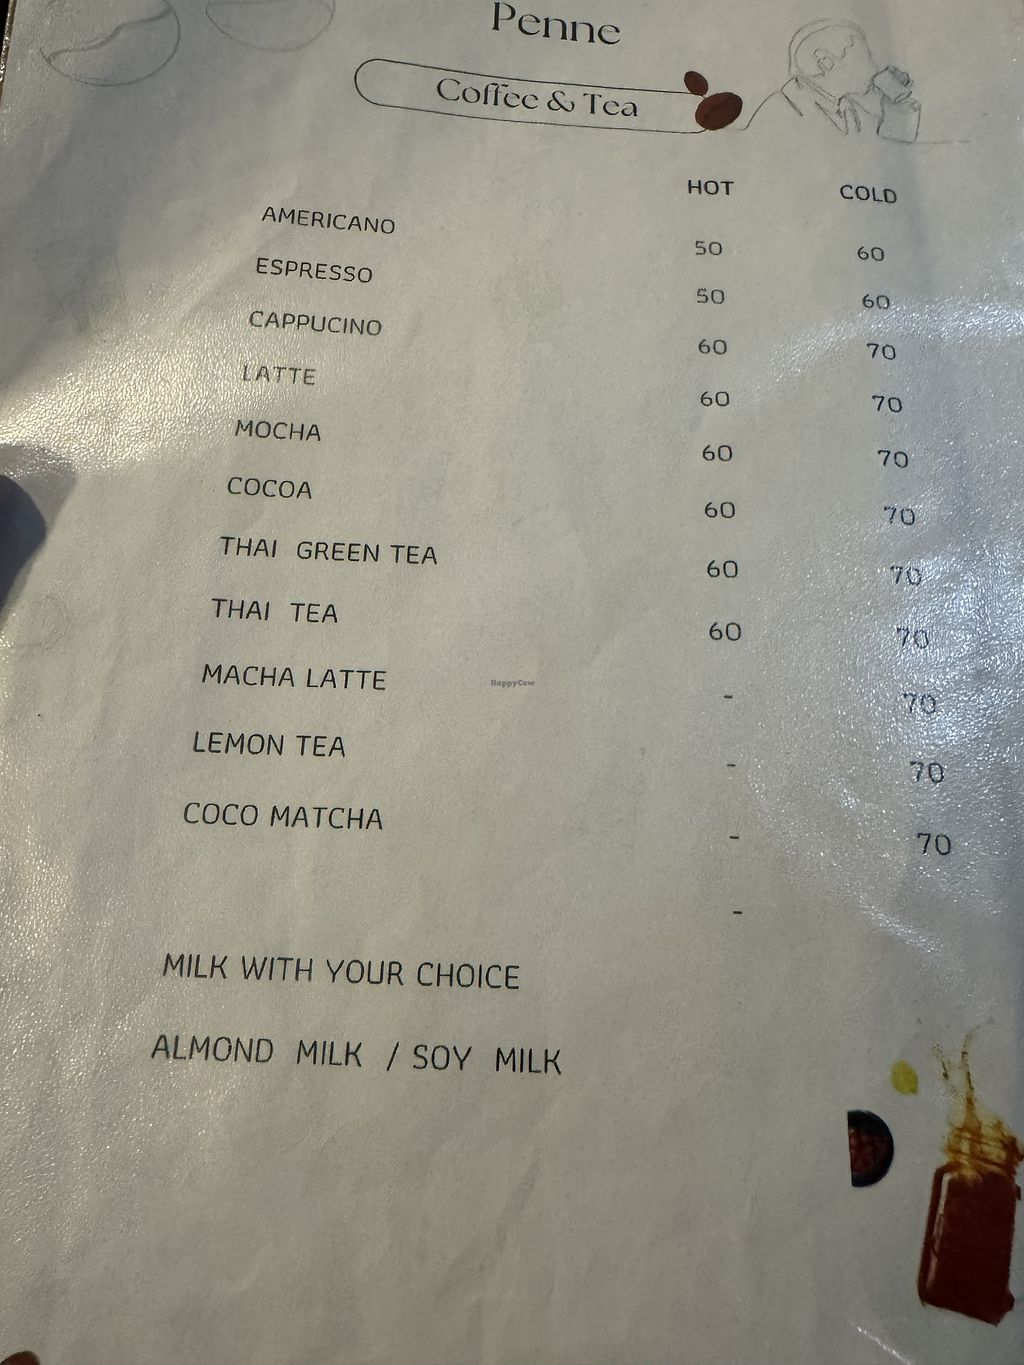 Penne
Coffee & Tea
HOT COLD
AMERICANO 50 60
ESPRESSO 50 60
CAPPUCINO 60 70
LATTE 60 70
MOCHA 60 70
COCOA 60 70
THAI GREEN TEA 60 70
THAI TEA 60 70
MACHA LATTE - 70
LEMON TEA - 70
COCO MATCHA - 70
-
MILK WITH YOUR CHOICE
ALMOND MILK / SOY MILK
HappyCow